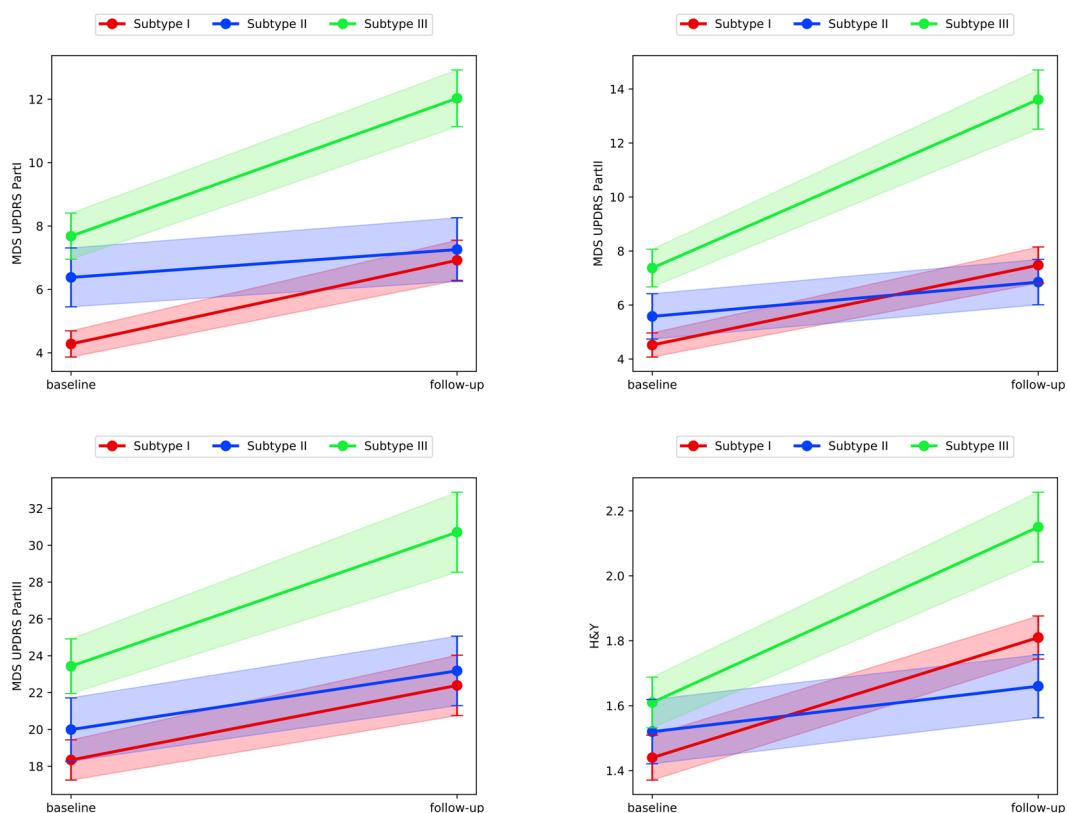 Subtype I Subtype II Subtype III
MDS UPDRS PartI
12
10
8
6
4
baseline follow-up
Subtype I Subtype II Subtype III
MDS UPDRS PartII
14
12
10
8
6
4
baseline follow-up
Subtype I Subtype II Subtype III
MDS UPDRS PartIII
32
30
28
26
24
22
20
18
baseline follow-up
Subtype I Subtype II Subtype III
H&Y
2.2
2.0
1.8
1.6
1.4
baseline follow-up